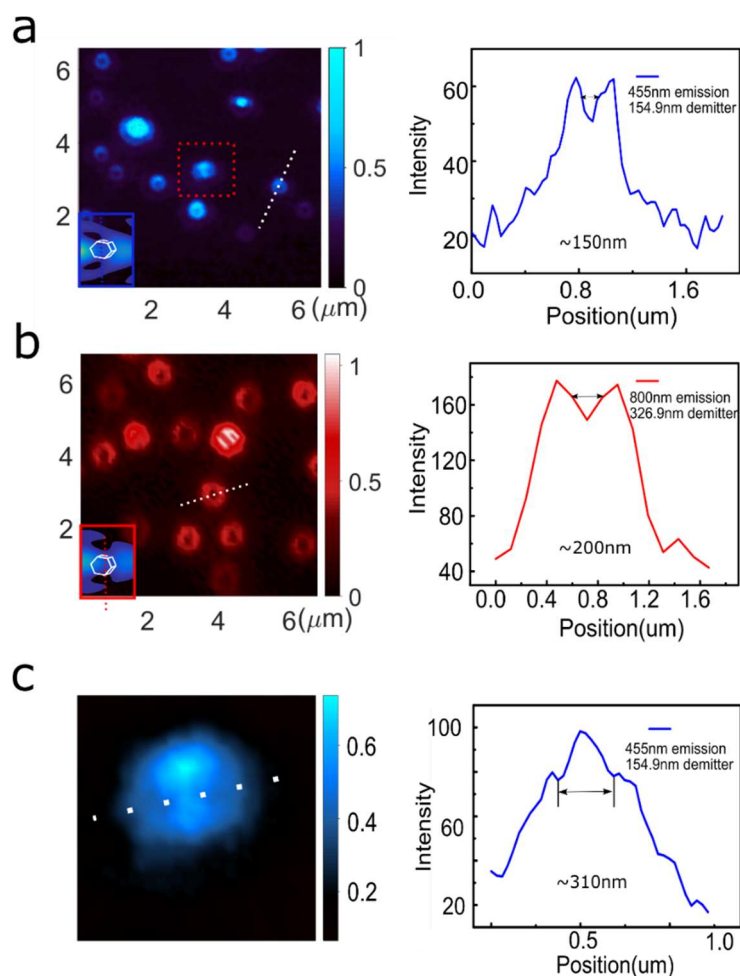 a
6
4
2
2 4 6 (μm)
1
0.5
0
Intensity
60
40
20
455nm emission
154.9nm demitter
~150nm
0.0 0.8 1.6
Position(um)
b
6
4
2
2 4 6 (μm)
1
0.5
0
Intensity
160
120
80
40
800nm emission
326.9nm demitter
~200nm
0.0 0.4 0.8 1.2 1.6
Position(um)
c
0.6
0.4
0.2
Intensity
100
60
20
455nm emission
154.9nm demitter
~310nm
0.5 1.0
Position(um)